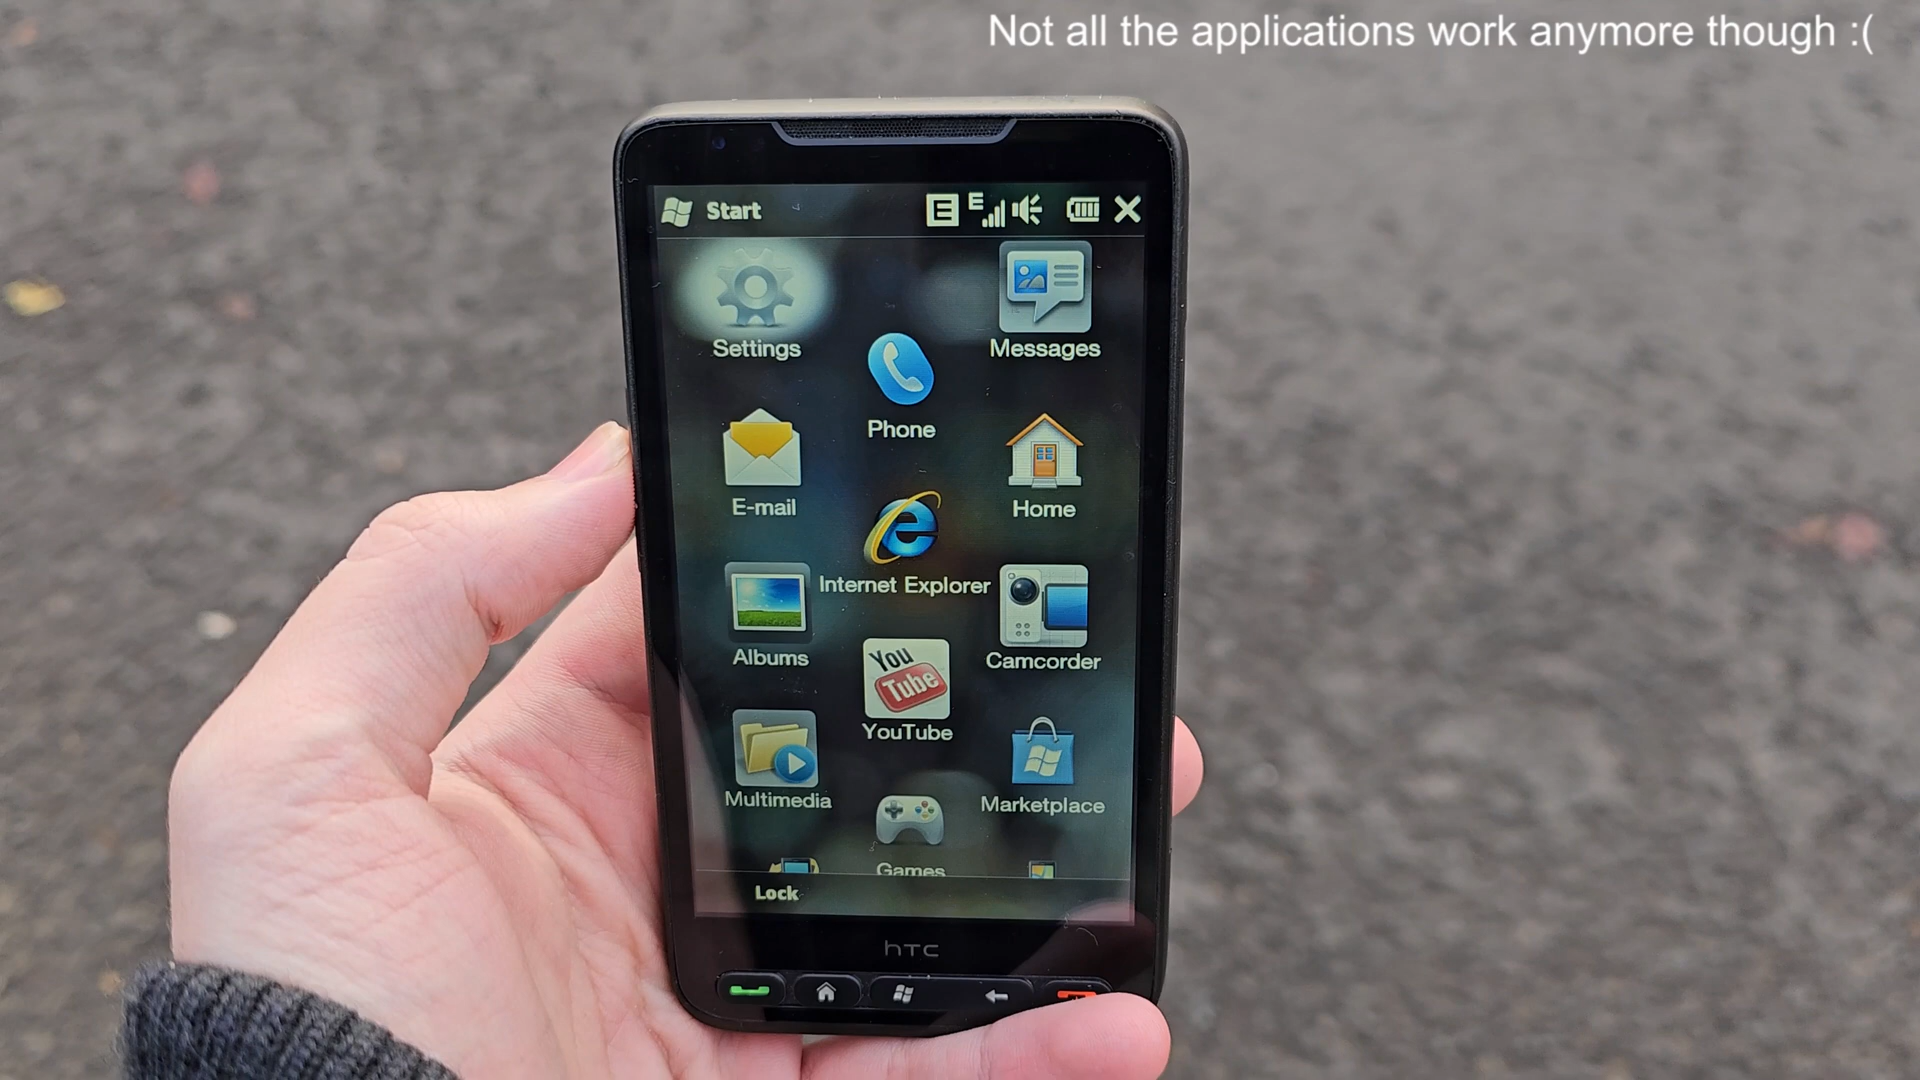 Not all the applications work anymore though :(
Start
E
E
Settings
Messages
Phone
E-mail
Home
Internet Explorer
Albums
Camcorder
You
Tube
YouTube
Multimedia
Marketplace
Games
Lock
hTC